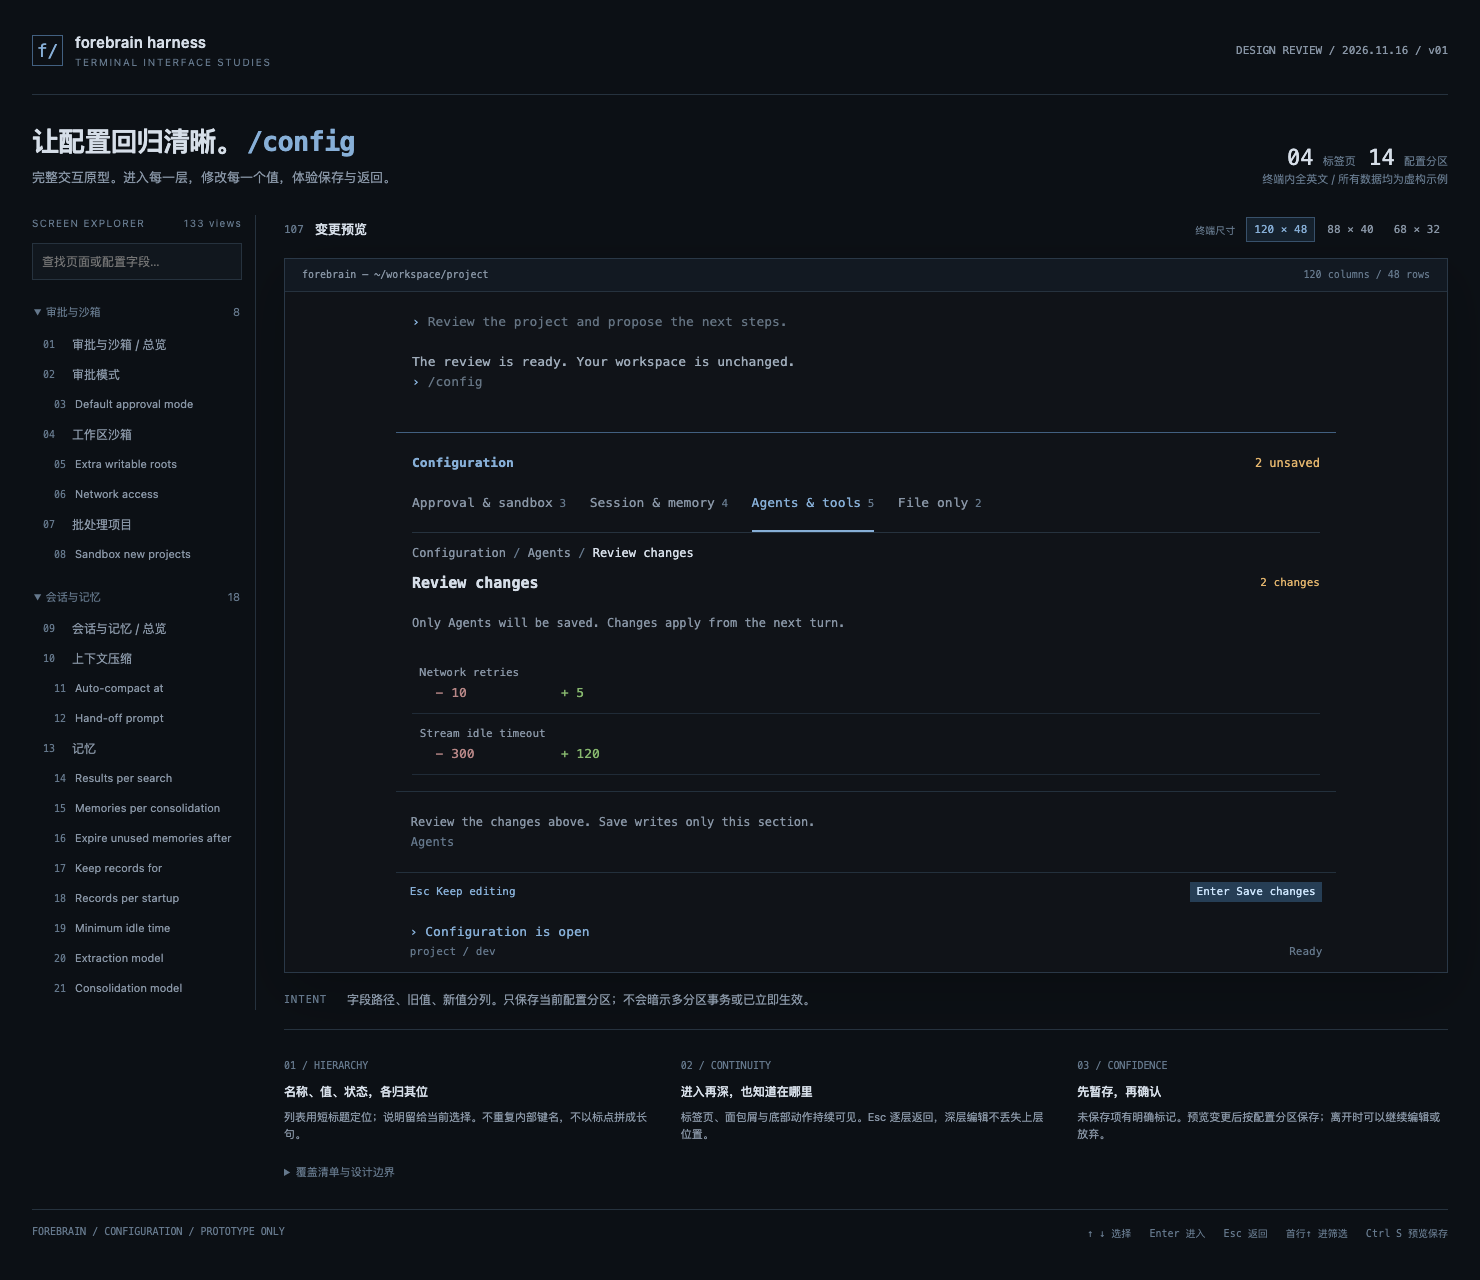 f/
forebrain harness
TERMINAL INTERFACE STUDIES
DESIGN REVIEW / 2026.11.16 / v01
让配置回归清晰。 /config
完整交互原型。进入每一层，修改每一个值，体验保存与返回。
04 标签页 14 配置分区
终端内全英文 / 所有数据均为虚构示例
SCREEN EXPLORER 133 views
查找页面或配置字段...
▼ 审批与沙箱 8
01 审批与沙箱 / 总览
02 审批模式
03 Default approval mode
04 工作区沙箱
05 Extra writable roots
06 Network access
07 批处理项目
08 Sandbox new projects
▼ 会话与记忆 18
09 会话与记忆 / 总览
10 上下文压缩
11 Auto-compact at
12 Hand-off prompt
13 记忆
14 Results per search
15 Memories per consolidation
16 Expire unused memories after
17 Keep records for
18 Records per startup
19 Minimum idle time
20 Extraction model
21 Consolidation model
107 变更预览
终端尺寸 120 × 48 88 × 40 68 × 32
forebrain — ~/workspace/project 120 columns / 48 rows
› Review the project and propose the next steps.
The review is ready. Your workspace is unchanged.
› /config
Configuration 2 unsaved
Approval & sandbox 3 Session & memory 4 Agents & tools 5 File only 2
Configuration / Agents / Review changes
Review changes 2 changes
Only Agents will be saved. Changes apply from the next turn.
Network retries
− 10 + 5
Stream idle timeout
− 300 + 120
Review the changes above. Save writes only this section.
Agents
Esc Keep editing Enter Save changes
› Configuration is open
project / dev Ready
INTENT 字段路径、旧值、新值分列。只保存当前配置分区；不会暗示多分区事务或已立即生效。
01 / HIERARCHY
名称、值、状态，各归其位
列表用短标题定位；说明留给当前选择。不重复内部键名，不以标点拼成长
句。
02 / CONTINUITY
进入再深，也知道在哪里
标签页、面包屑与底部动作持续可见。Esc 逐层返回，深层编辑不丢失上层
位置。
03 / CONFIDENCE
先暂存，再确认
未保存项有明确标记。预览变更后按配置分区保存；离开时可以继续编辑或
放弃。
▶ 覆盖清单与设计边界
FOREBRAIN / CONFIGURATION / PROTOTYPE ONLY
↑ ↓ 选择 Enter 进入 Esc 返回 首行↑ 进筛选 Ctrl S 预览保存